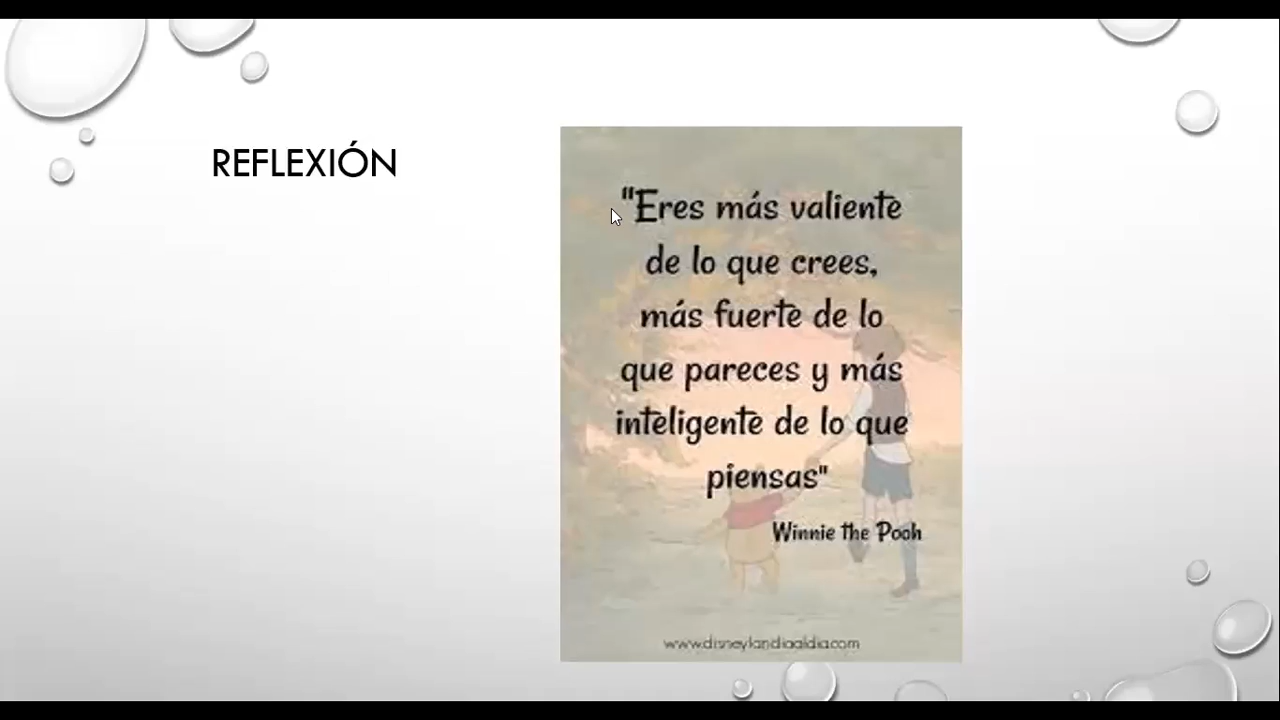 REFLEXIÓN
"Eres más valiente
de lo que crees,
más fuerte de lo
que pareces y más
inteligente de lo que
piensas"
Winnie the Pooh
www.disneylandiaaldia.com